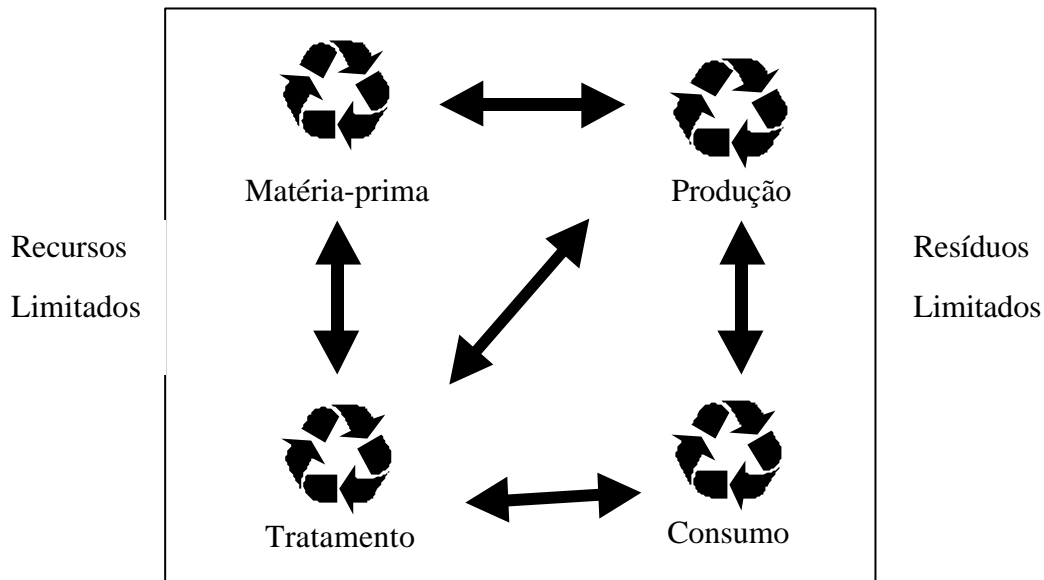 Matéria-prima
Produção
Recursos
Limitados
Resíduos
Limitados
Tratamento
Consumo